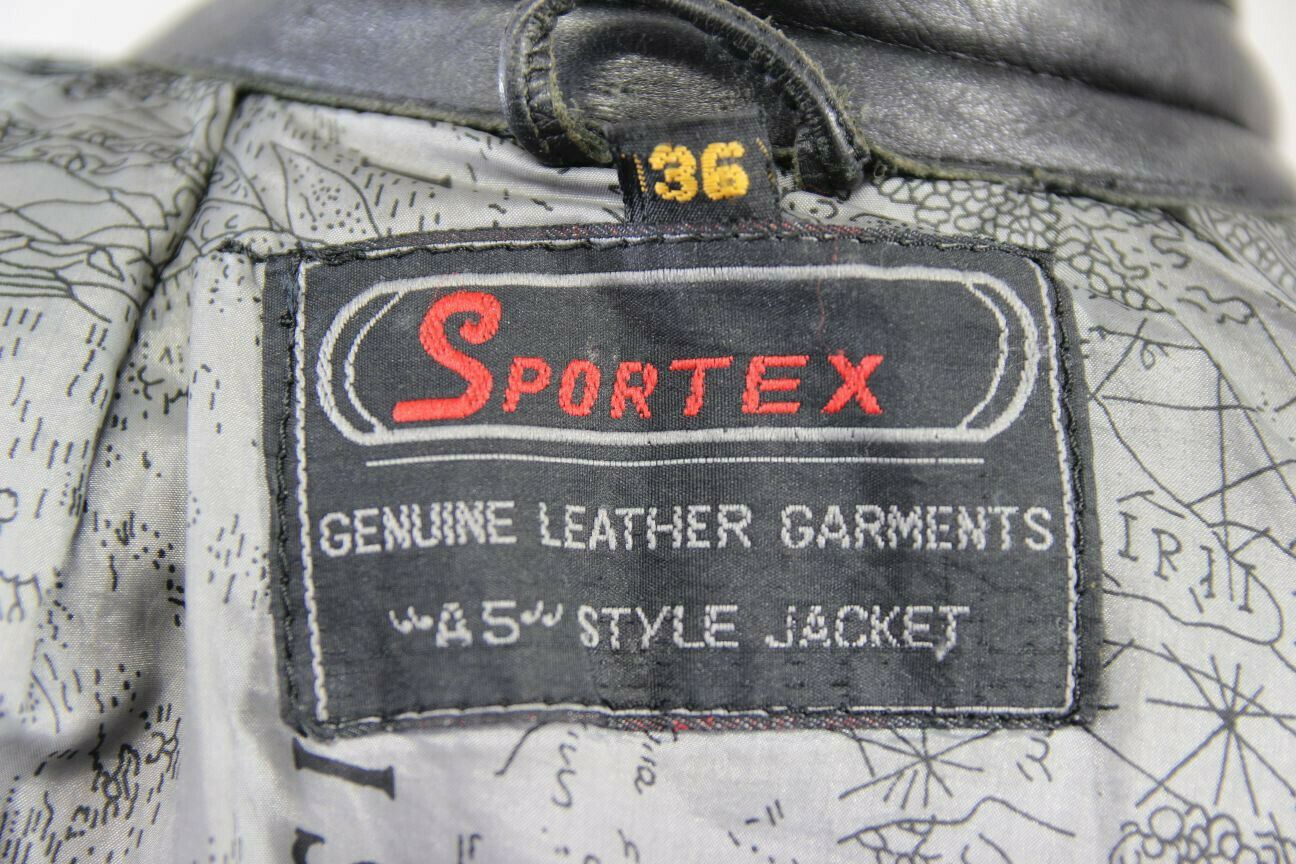 36
SPORTEX
GENUINE LEATHER GARMENTS
"A5" STYLE JACKET